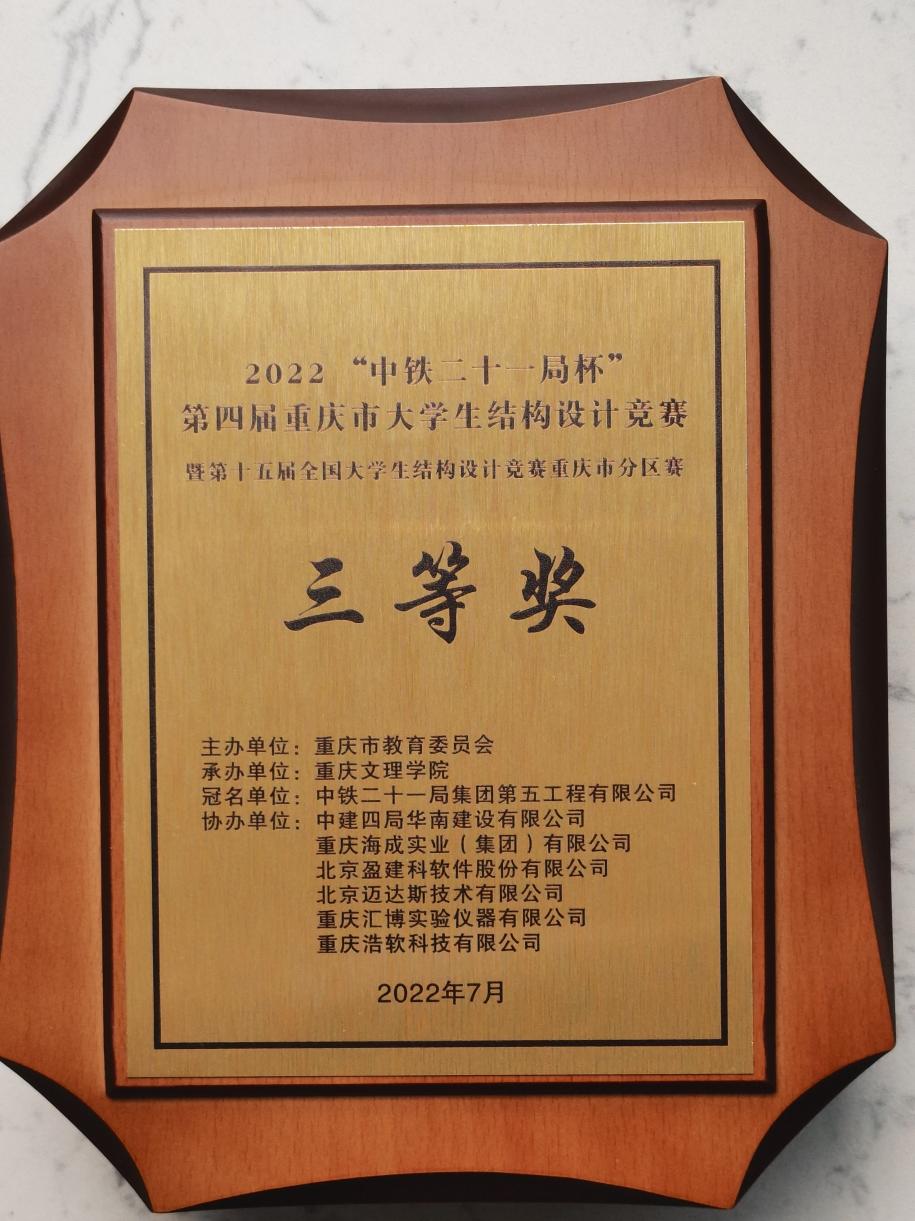 2022 “中铁二十一局杯”
第四届重庆市大学生结构设计竞赛
暨第十五届全国大学生结构设计竞赛重庆市分区赛
三等奖
主办单位：重庆市教育委员会
承办单位：重庆文理学院
冠名单位：中铁二十一局集团第五工程有限公司
协办单位：中建四局华南建设有限公司
重庆海成实业（集团）有限公司
北京盈建科软件股份有限公司
北京迈达斯技术有限公司
重庆汇博实验仪器有限公司
重庆浩软科技有限公司
2022年7月